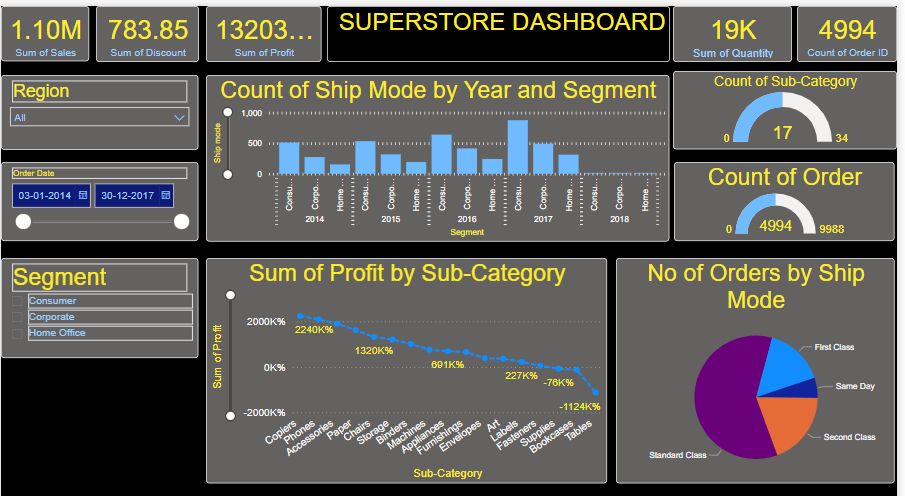 1.10M
Sum of Sales
783.85
Sum of Discount
13203...
Sum of Profit
SUPERSTORE DASHBOARD
19K
Sum of Quantity
4994
Count of Order ID
Region
All
Order Date
03-01-2014
30-12-2017
Segment
Consumer
Corporate
Home Office
Count of Ship Mode by Year and Segment
Ship mode
1,000
500
0
Consu...
Corpo...
Home ...
Consu...
Corpo...
Home ...
Consu...
Corpo...
Home ...
Consu...
Corpo...
Home ...
Consu...
Corpo...
Home ...
2014
2015
2016
2017
2018
Segment
Count of Sub-Category
17
0
34
Count of Order
4994
0
9988
Sum of Profit by Sub-Category
Sum of Profit
2000K%
0K%
-2000K%
2240K%
1320K%
691K%
227K%
-76K%
-1124K%
Copiers
Phones
Accessories
Paper
Chairs
Storage
Binders
Machines
Appliances
Furnishings
Envelopes
Art
Labels
Fasteners
Supplies
Bookcases
Tables
Sub-Category
No of Orders by Ship
Mode
First Class
Same Day
Second Class
Standard Class